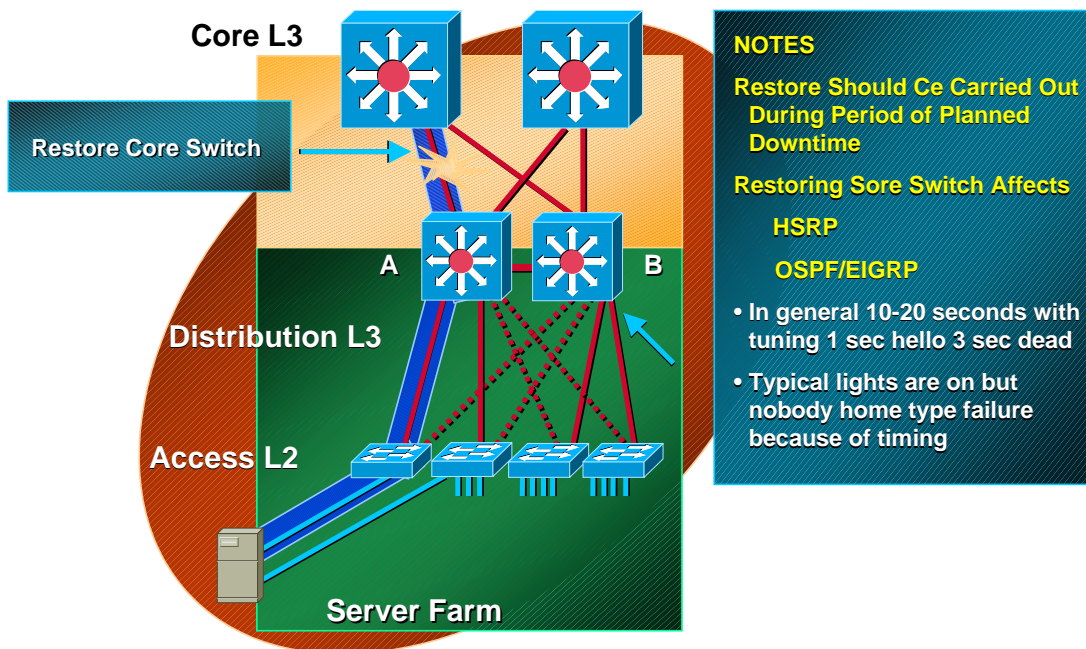 Core L3
Restore Core Switch
A
B
Distribution L3
Access L2
Server Farm
NOTES
Restore Should Ce Carried Out
During Period of Planned
Downtime
Restoring Sore Switch Affects
HSRP
OSPF/EIGRP
• In general 10-20 seconds with
tuning 1 sec hello 3 sec dead
• Typical lights are on but
nobody home type failure
because of timing